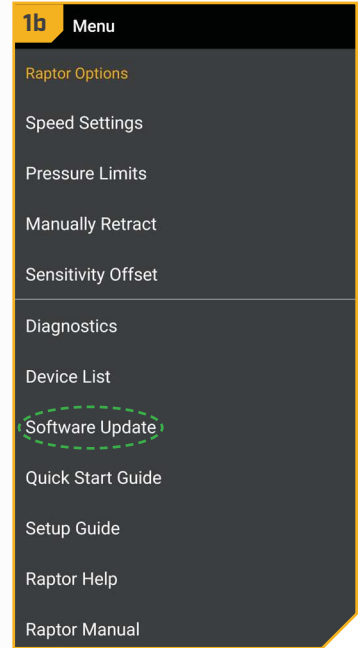 1b Menu
Raptor Options
Speed Settings
Pressure Limits
Manually Retract
Sensitivity Offset
Diagnostics
Device List
Software Update
Quick Start Guide
Setup Guide
Raptor Help
Raptor Manual